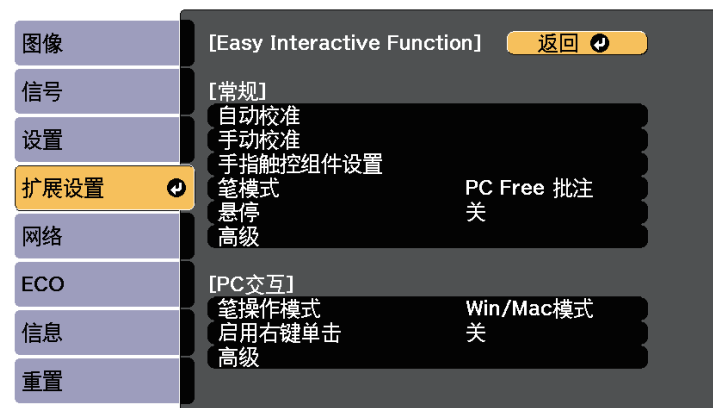 图像
信号
设置
扩展设置
网络
ECO
信息
重置
[Easy Interactive Function] 返回
[常规]
自动校准
手动校准
手指触控组件设置
笔模式 PC Free 批注
悬停 关
高级
[PC交互]
笔操作模式 Win/Mac模式
启用右键单击 关
高级